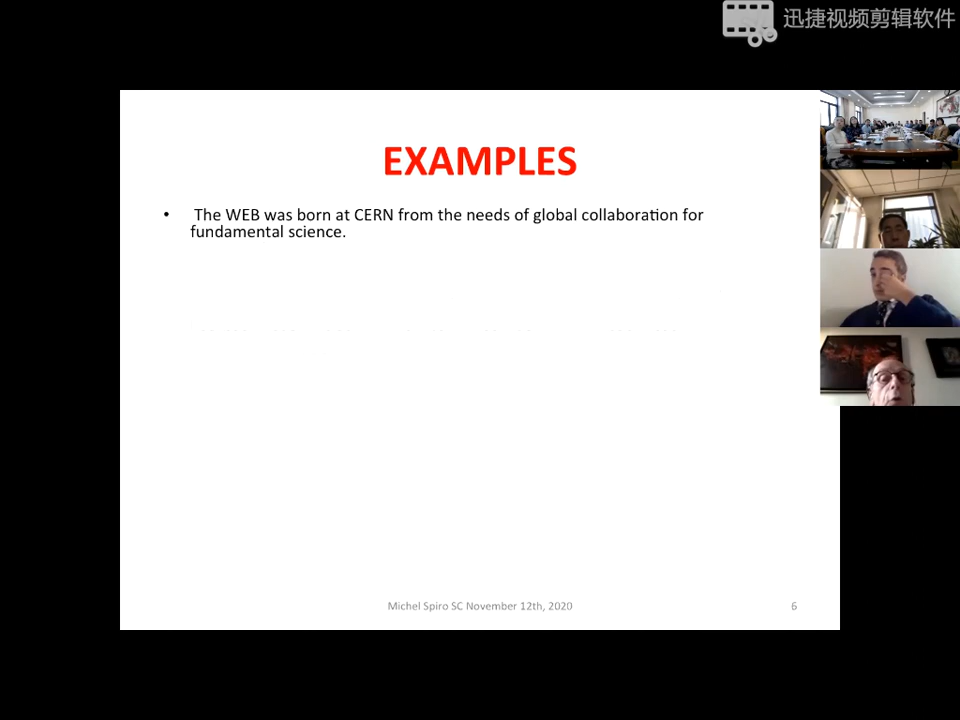 迅捷视频剪辑软件
EXAMPLES
• The WEB was born at CERN from the needs of global collaboration for
fundamental science.
Michel Spiro SC November 12th, 2020
6